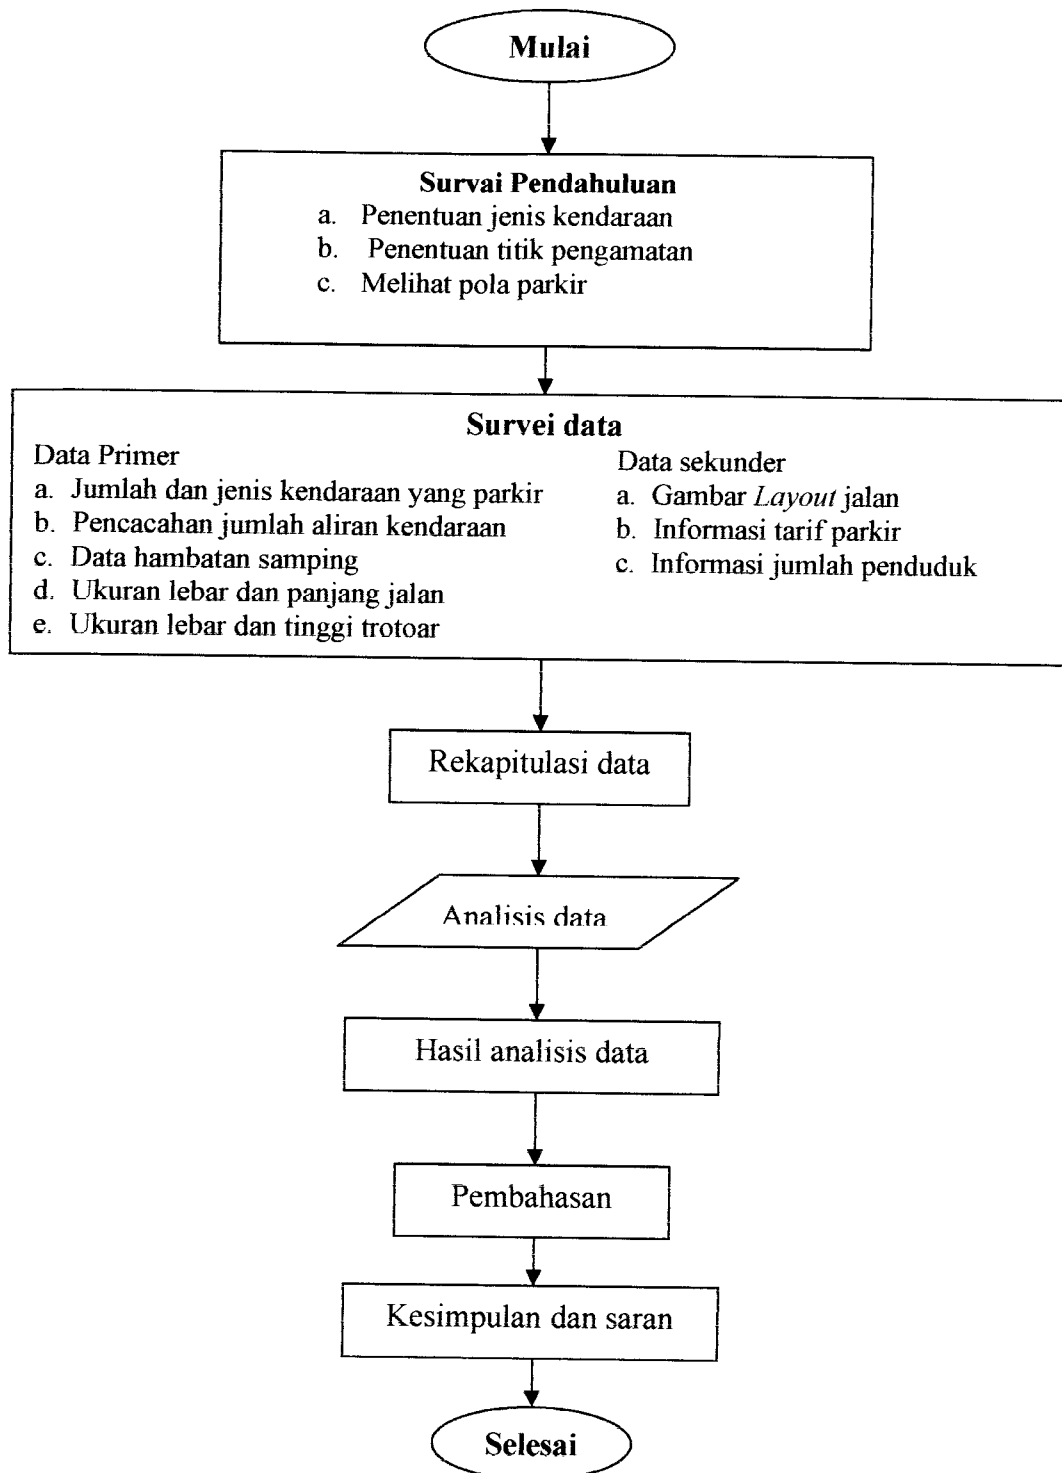 Mulai
Survai Pendahuluan
a. Penentuan jenis kendaraan
b. Penentuan titik pengamatan
c. Melihat pola parkir
Survei data
Data Primer
a. Jumlah dan jenis kendaraan yang parkir
b. Pencacahan jumlah aliran kendaraan
c. Data hambatan samping
d. Ukuran lebar dan panjang jalan
e. Ukuran lebar dan tinggi trotoar
Data sekunder
a. Gambar Layout jalan
b. Informasi tarif parkir
c. Informasi jumlah penduduk
Rekapitulasi data
Analisis data
Hasil analisis data
Pembahasan
Kesimpulan dan saran
Selesai